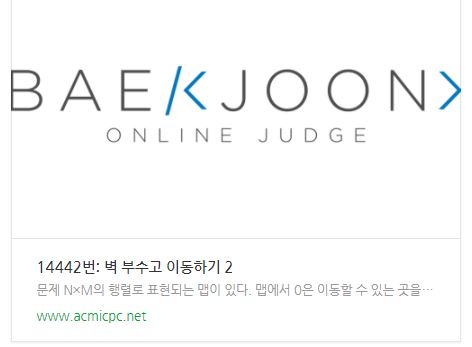 BAEKJOON
ONLINE JUDGE
14442번: 벽 부수고 이동하기 2
문제 N×M의 행렬로 표현되는 맵이 있다. 맵에서 0은 이동할 수 있는 곳을…
www.acmicpc.net